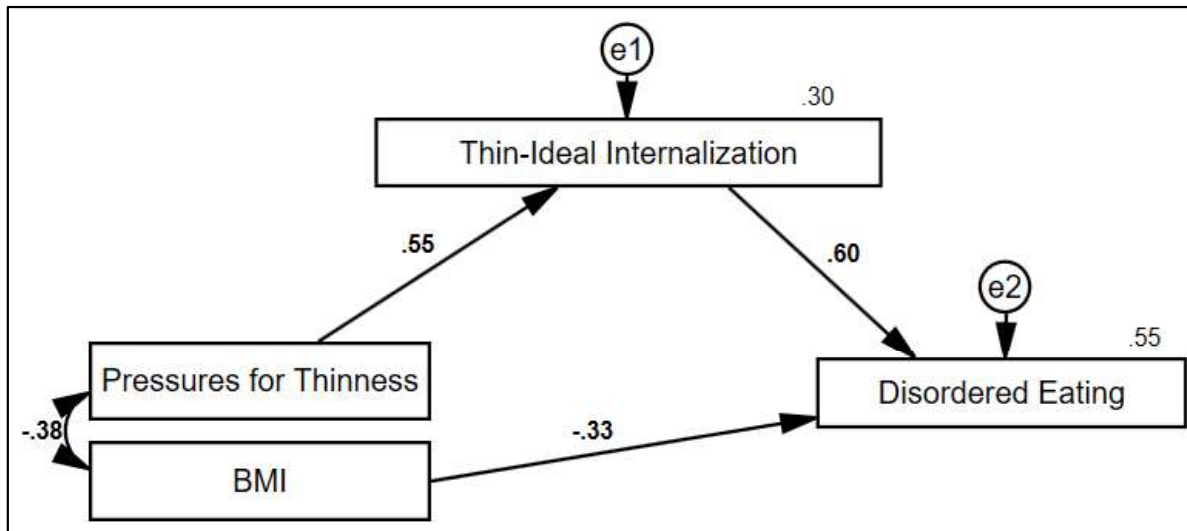 e1
.30
Thin-Ideal Internalization
.55
.60
e2
.55
Pressures for Thinness
Disordered Eating
-.38
-.33
BMI